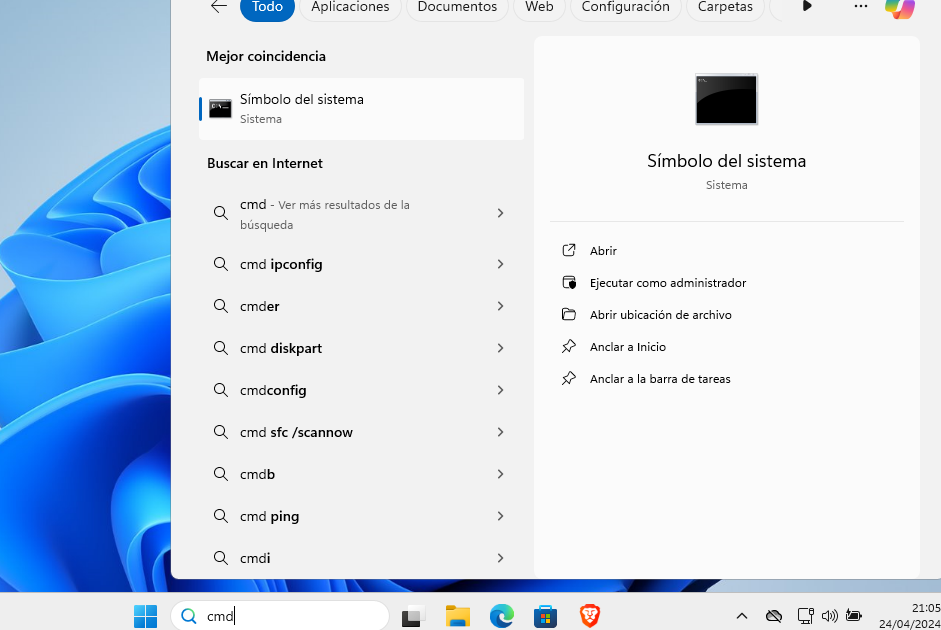 Todo Aplicaciones Documentos Web Configuración Carpetas
Mejor coincidencia
Símbolo del sistema
Sistema
Buscar en Internet
cmd - Ver más resultados de la
búsqueda
cmd ipconfig
cmder
cmd diskpart
cmdconfig
cmd sfc /scannow
cmdb
cmd ping
cmdi
Símbolo del sistema
Sistema
Abrir
Ejecutar como administrador
Abrir ubicación de archivo
Anclar a Inicio
Anclar a la barra de tareas
cmd
21:05
24/04/2024